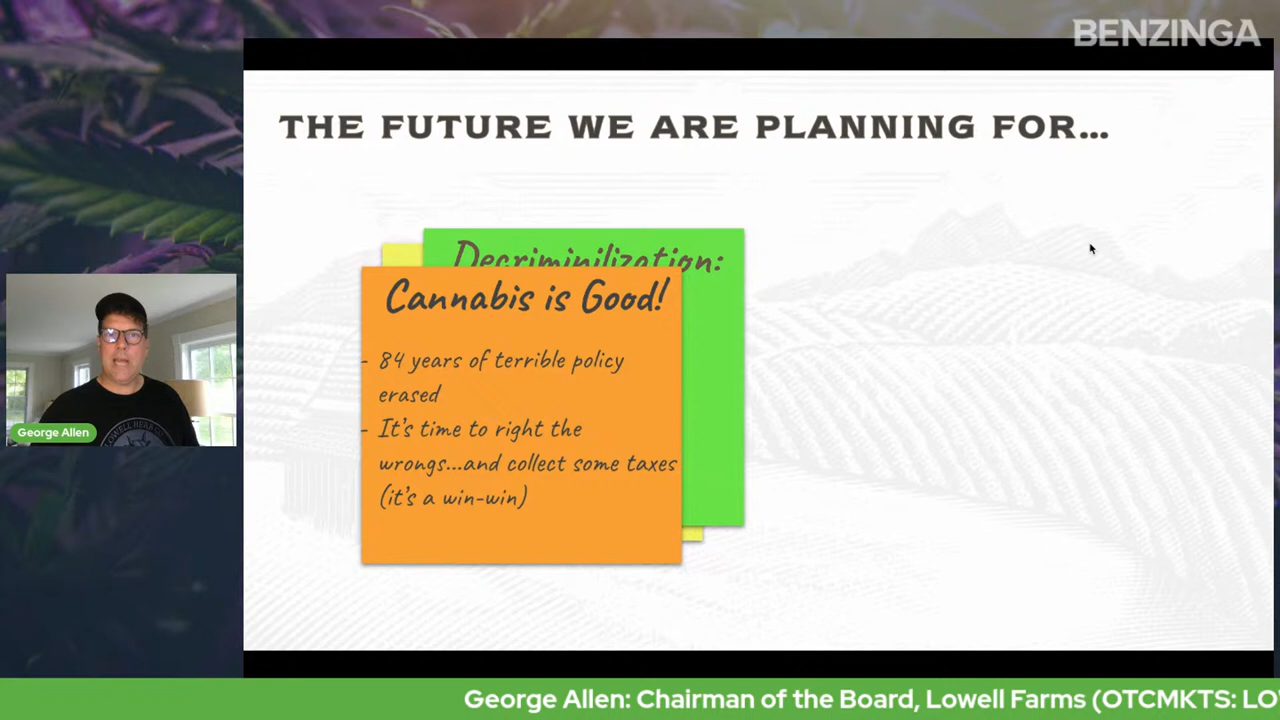 BENZINGA
THE FUTURE WE ARE PLANNING FOR...
Decriminilization:
Cannabis is Good!
- 84 years of terrible policy
erased
- It's time to right the
wrongs...and collect some taxes
(it's a win-win)
George Allen
George Allen: Chairman of the Board, Lowell Farms (OTCMKTS: LO